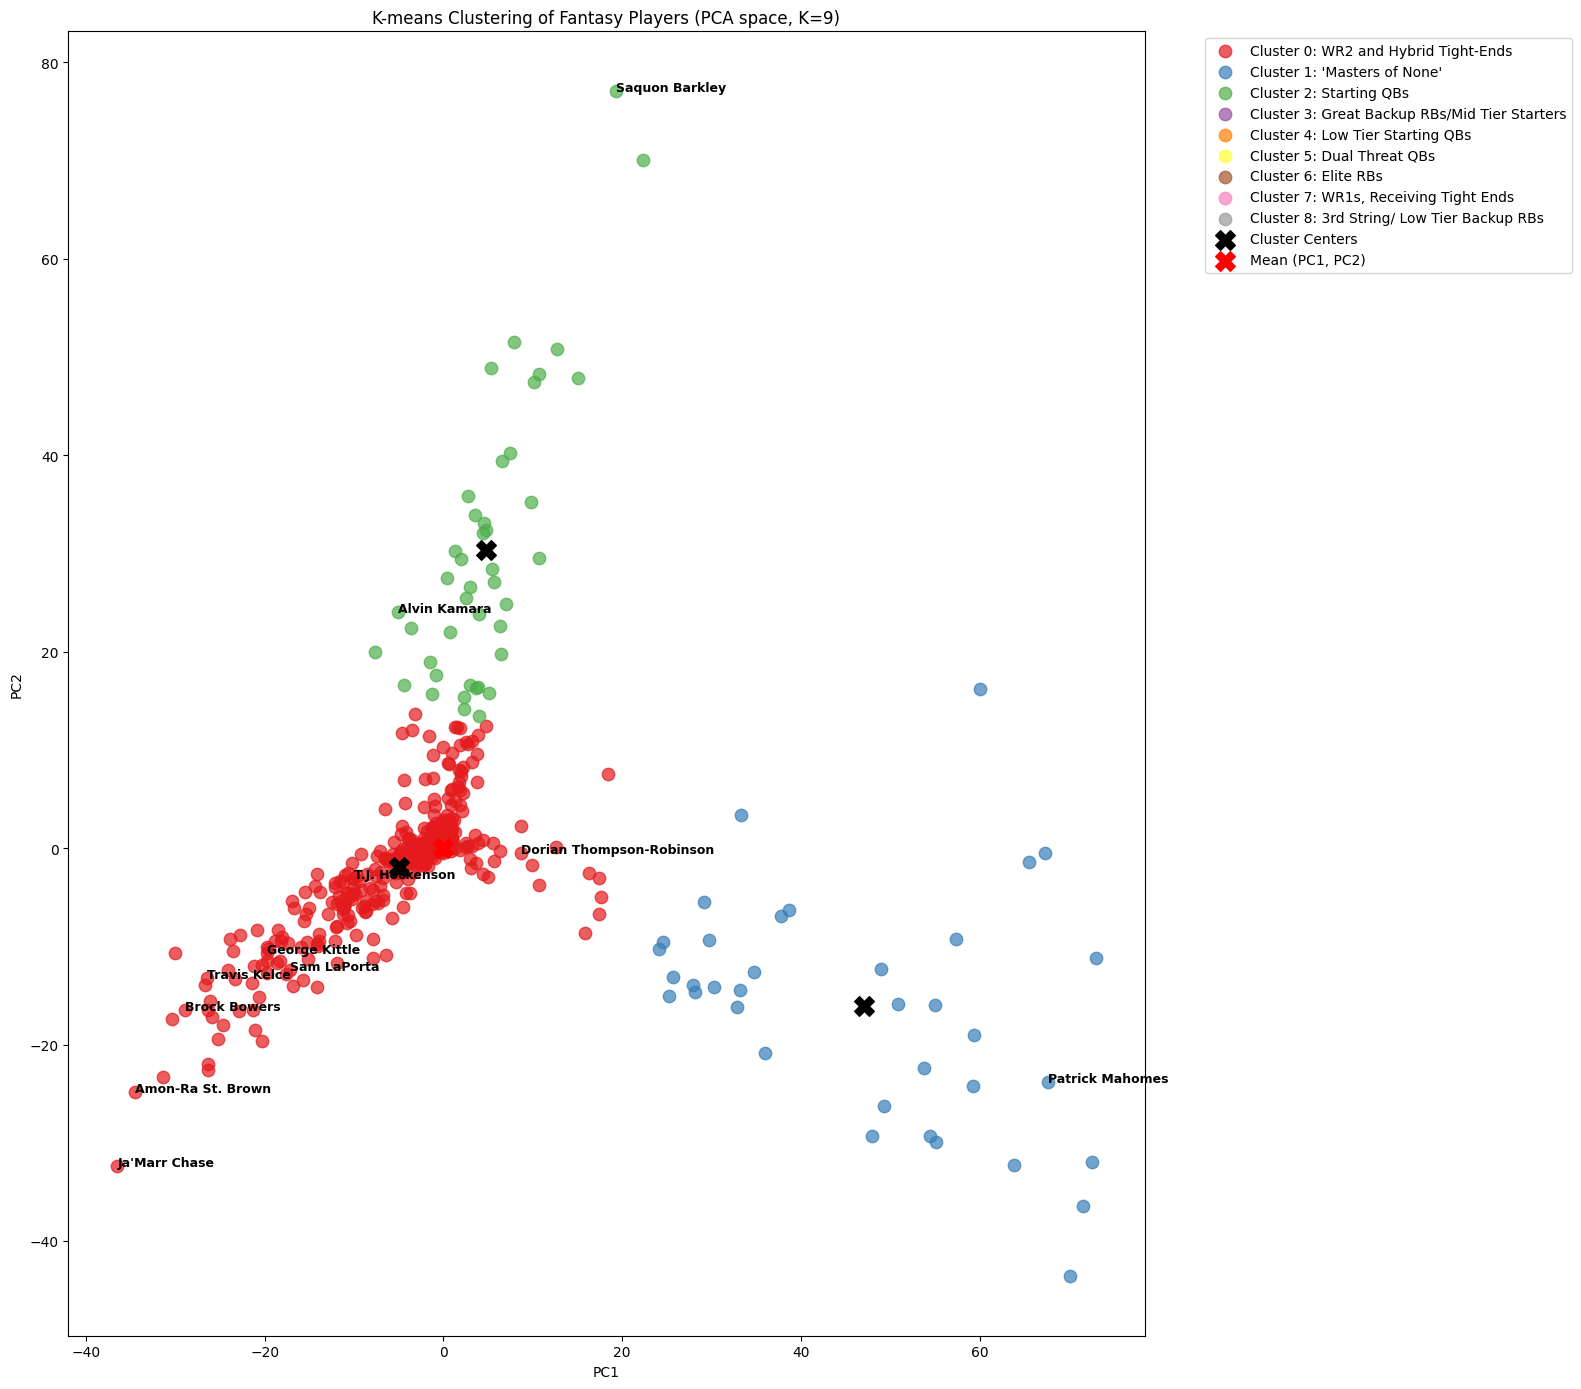 K-means Clustering of Fantasy Players (PCA space, K=9)
Cluster 0: WR2 and Hybrid Tight-Ends
Cluster 1: 'Masters of None'
Cluster 2: Starting QBs
Cluster 3: Great Backup RBs/Mid Tier Starters
Cluster 4: Low Tier Starting QBs
Cluster 5: Dual Threat QBs
Cluster 6: Elite RBs
Cluster 7: WR1s, Receiving Tight Ends
Cluster 8: 3rd String/ Low Tier Backup RBs
Cluster Centers
Mean (PC1, PC2)
80
60
40
20
0
−20
−40
PC2
Saquon Barkley
Alvin Kamara
Dorian Thompson-Robinson
T.J. Hockenson
George Kittle
Sam LaPorta
Travis Kelce
Brock Bowers
Patrick Mahomes
Amon-Ra St. Brown
Ja'Marr Chase
−40
−20
0
20
40
60
PC1